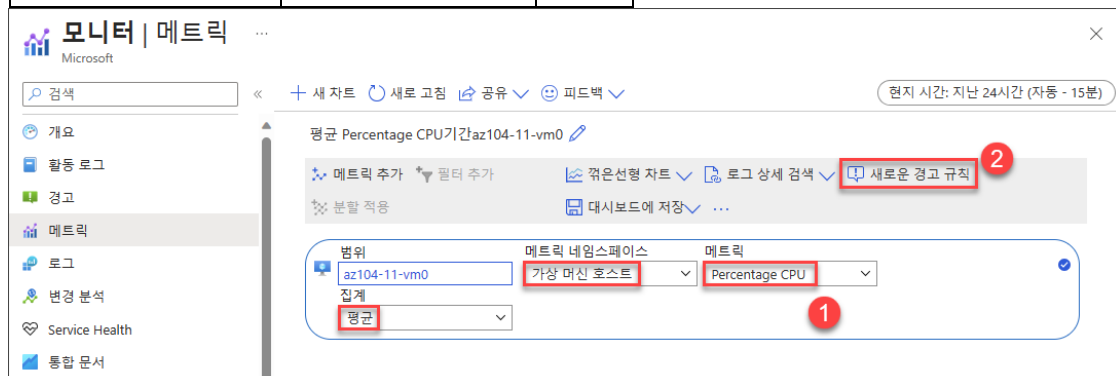 모니터 | 메트릭 ...
Microsoft
검색
«
새 차트 새로 고침 공유 피드백
현지 시간: 지난 24시간 (자동 - 15분)
개요
활동 로그
경고
메트릭
로그
변경 분석
Service Health
통합 문서
평균 Percentage CPU기간az104-11-vm0
메트릭 추가 필터 추가 꺾은선형 차트 로그 상세 검색 새로운 경고 규칙
2
분할 적용 대시보드에 저장 ...
범위 메트릭 네임스페이스 메트릭
az104-11-vm0 가상 머신 호스트 Percentage CPU
집계
평균
1